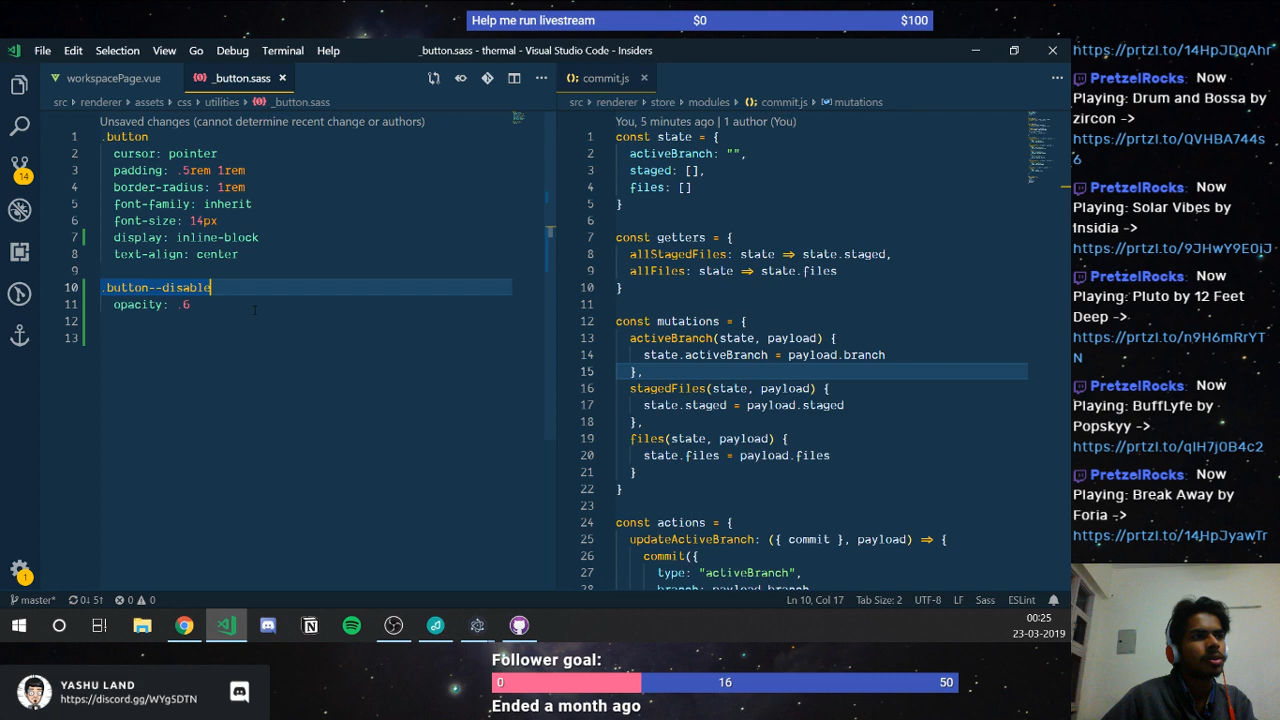 Help me run livestream $0 $100
File Edit Selection View Go Debug Terminal Help
_button.sass - thermal - Visual Studio Code - Insiders
workspacePage.vue
_button.sass
commit.js
src > renderer > assets > css > utilities > _button.sass
src > renderer > store > modules > commit.js > mutations
Unsaved changes (cannot determine recent change or authors)
1 .button
2 cursor: pointer
3 padding: .5rem 1rem
4 border-radius: 1rem
5 font-family: inherit
6 font-size: 14px
7 display: inline-block
8 text-align: center
9
10 .button--disable
11 opacity: .6
12
13
You, 5 minutes ago | 1 author (You)
1 const state = {
2 activeBranch: "",
3 staged: [],
4 files: []
5 }
6
7 const getters = {
8 allStagedFiles: state => state.staged,
9 allFiles: state => state.files
10 }
11
12 const mutations = {
13 activeBranch(state, payload) {
14 state.activeBranch = payload.branch
15 },
16 stagedFiles(state, payload) {
17 state.staged = payload.staged
18 },
19 files(state, payload) {
20 state.files = payload.files
21 }
22 }
23
24 const actions = {
25 updateActiveBranch: ({ commit }, payload) => {
26 commit({
27 type: "activeBranch",
28 branch: payload.branch
14
1
master* 0↓ 5↑ 0 0
Ln 10, Col 17 Tab Size: 2 UTF-8 LF Sass ESLint
00:25
23-03-2019
https://prtzl.to/14HpJDqAhr
PretzelRocks: Now
Playing: Drum and Bossa by
zircon ->
https://prtzl.to/QVHBA744s
6
PretzelRocks: Now
Playing: Solar Vibes by
Insidia ->
https://prtzl.to/9JHwY9E0iJ
PretzelRocks: Now
Playing: Pluto by 12 Feet
Deep ->
https://prtzl.to/n9H6mRrYT
N
PretzelRocks: Now
Playing: BuffLyfe by
Popskyy ->
https://prtzl.to/qlH7j0B4c2
PretzelRocks: Now
Playing: Break Away by
Foria ->
https://prtzl.to/14HpJyawTr
YASHU LAND
https://discord.gg/WYg5DTN
Follower goal:
0 16 50
Ended a month ago